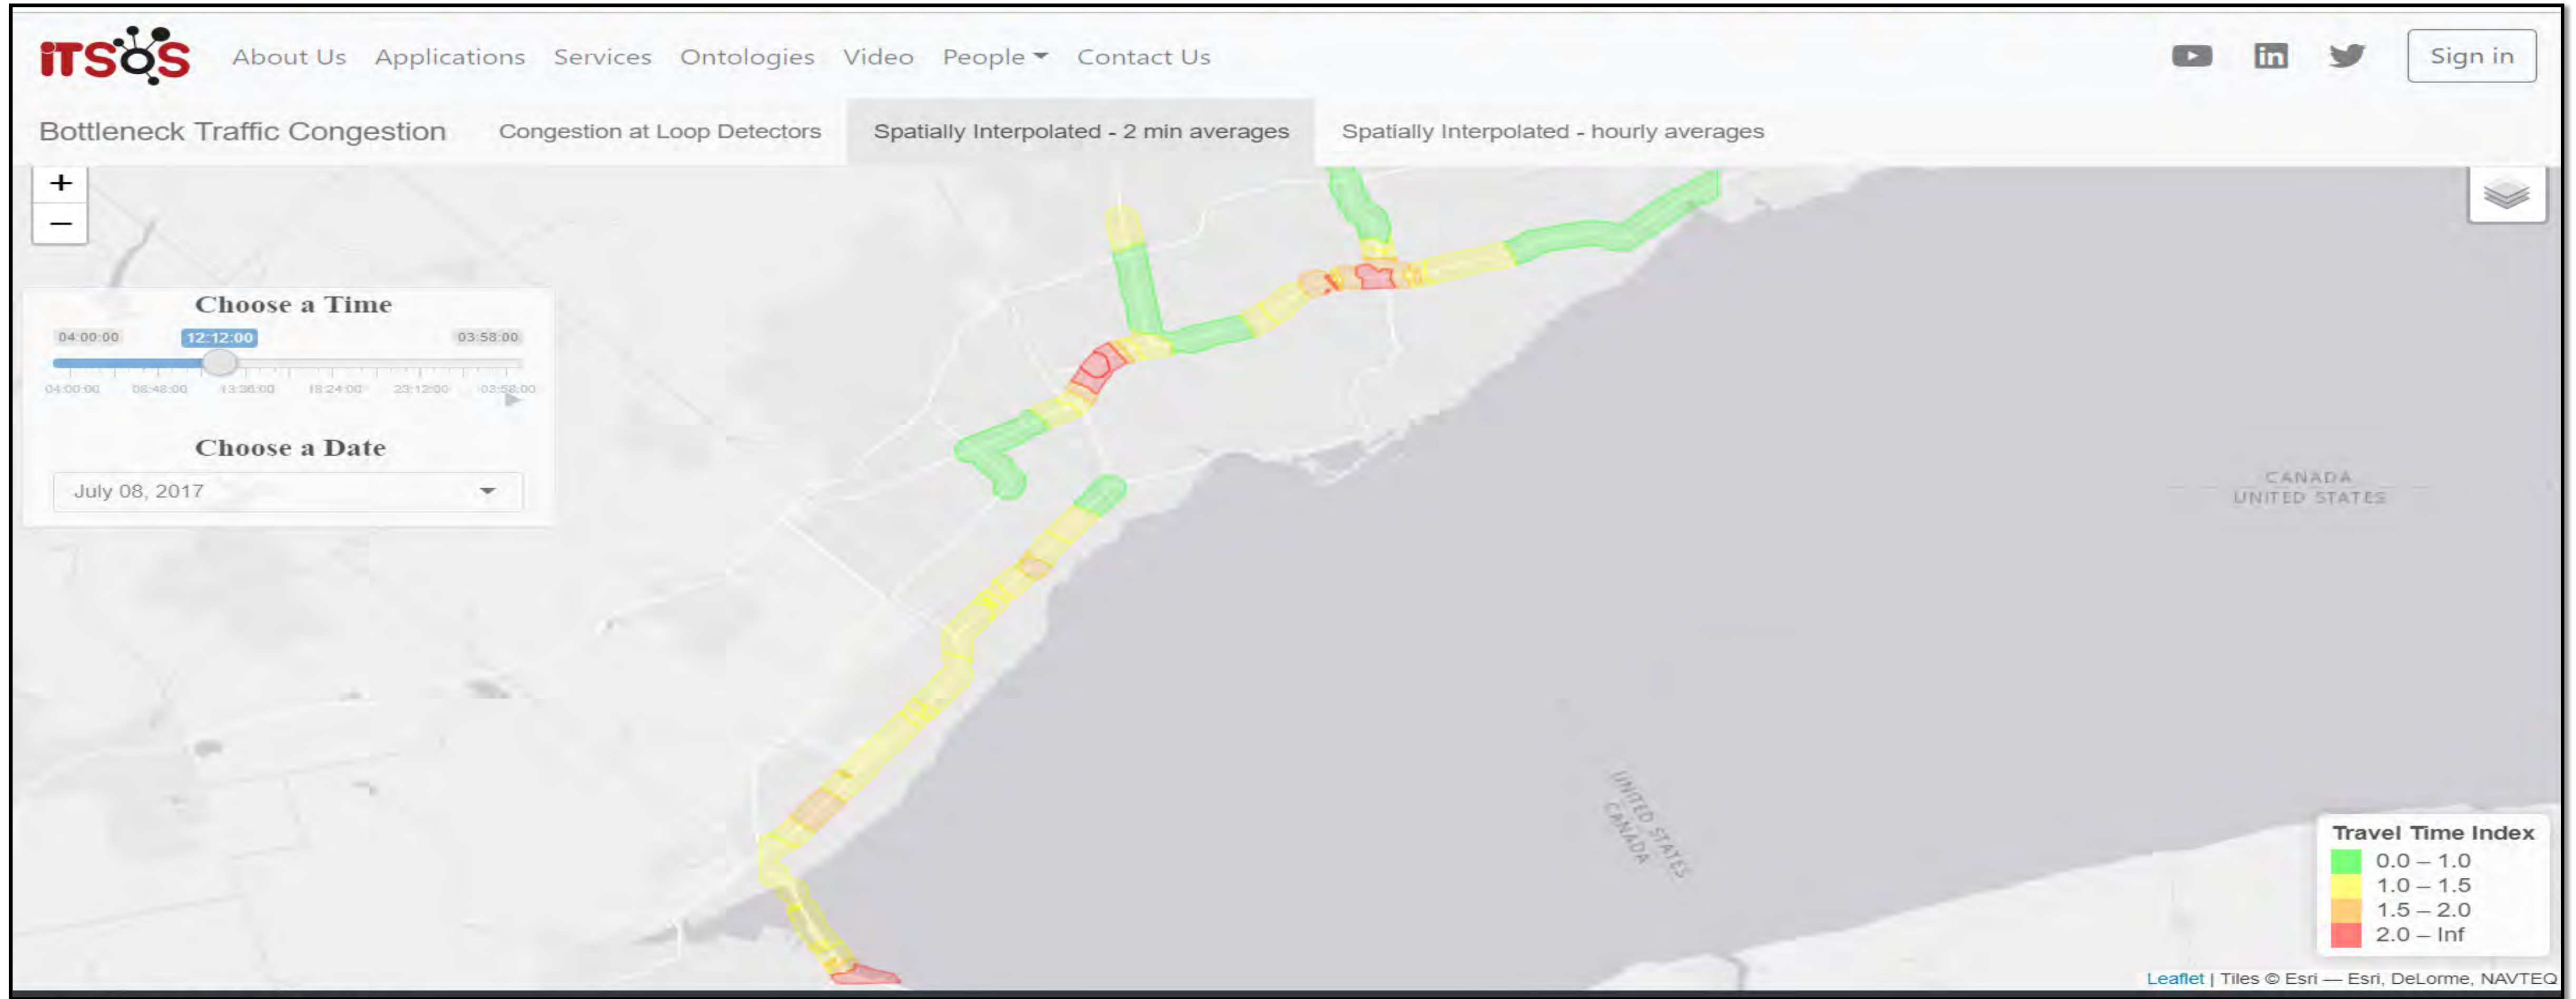 iTSoS About Us Applications Services Ontologies Video People Contact Us Sign in
Bottleneck Traffic Congestion Congestion at Loop Detectors Spatially Interpolated - 2 min averages Spatially Interpolated - hourly averages
+
−
Choose a Time
04:00:00 12:12:00 03:58:00
04:00:00 08:48:00 13:36:00 18:24:00 23:12:00 03:58:00
Choose a Date
July 08, 2017
CANADA
UNITED STATES
UNITED STATES
CANADA
Travel Time Index
0.0 – 1.0
1.0 – 1.5
1.5 – 2.0
2.0 – Inf
Leaflet | Tiles © Esri — Esri, DeLorme, NAVTEQ